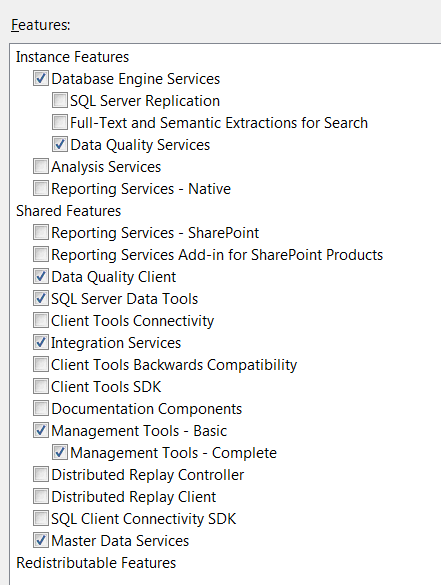 Features:
Instance Features
Database Engine Services
SQL Server Replication
Full-Text and Semantic Extractions for Search
Data Quality Services
Analysis Services
Reporting Services - Native
Shared Features
Reporting Services - SharePoint
Reporting Services Add-in for SharePoint Products
Data Quality Client
SQL Server Data Tools
Client Tools Connectivity
Integration Services
Client Tools Backwards Compatibility
Client Tools SDK
Documentation Components
Management Tools - Basic
Management Tools - Complete
Distributed Replay Controller
Distributed Replay Client
SQL Client Connectivity SDK
Master Data Services
Redistributable Features